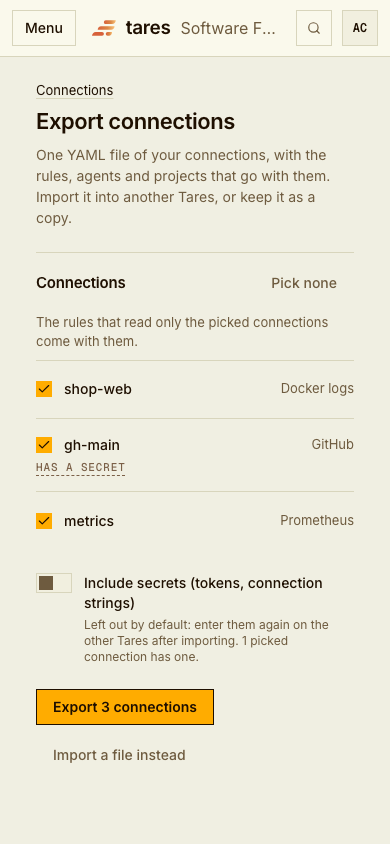 Menu
tares
Software F...
AC
Connections
Export connections
One YAML file of your connections, with the
rules, agents and projects that go with them.
Import it into another Tares, or keep it as a
copy.
Connections
Pick none
The rules that read only the picked connections
come with them.
shop-web
Docker logs
gh-main
GitHub
HAS A SECRET
metrics
Prometheus
Include secrets (tokens, connection
strings)
Left out by default: enter them again on the
other Tares after importing. 1 picked
connection has one.
Export 3 connections
Import a file instead